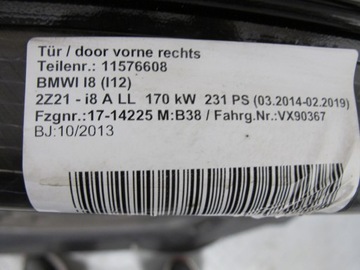 Tür / door vorne rechts
Teilenr.: 11576608
BMWI I8 (I12)
2Z21 - i8 A LL 170 kW 231 PS (03.2014-02.2019)
Fzgnr.:17-14225 M:B38 / Fahrg.Nr.:VX90367
BJ:10/2013